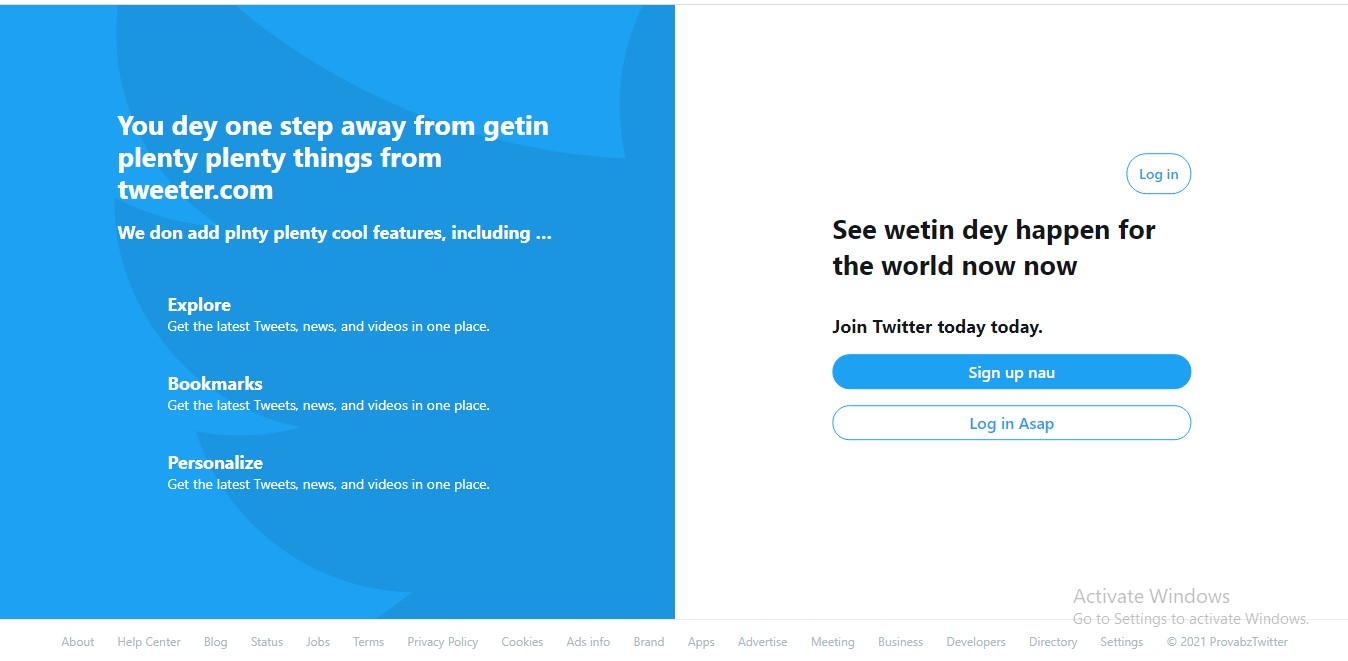 You dey one step away from getin
plenty plenty things from
tweeter.com
We don add plnty plenty cool features, including ...
Explore
Get the latest Tweets, news, and videos in one place.
Bookmarks
Get the latest Tweets, news, and videos in one place.
Personalize
Get the latest Tweets, news, and videos in one place.
Log in
See wetin dey happen for
the world now now
Join Twitter today today.
Sign up nau
Log in Asap
Activate Windows
Go to Settings to activate Windows.
About Help Center Blog Status Jobs Terms Privacy Policy Cookies Ads info Brand Apps Advertise Meeting Business Developers Directory Settings © 2021 ProvabzTwitter